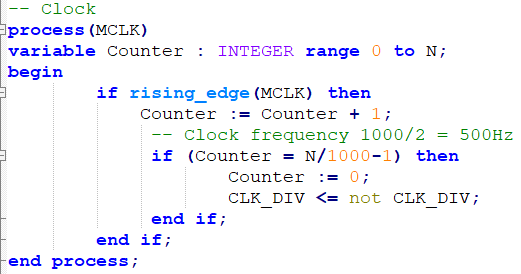 -- Clock
process(MCLK)
variable Counter : INTEGER range 0 to N;
begin
if rising_edge(MCLK) then
Counter := Counter + 1;
-- Clock frequency 1000/2 = 500Hz
if (Counter = N/1000-1) then
Counter := 0;
CLK_DIV <= not CLK_DIV;
end if;
end if;
end process;